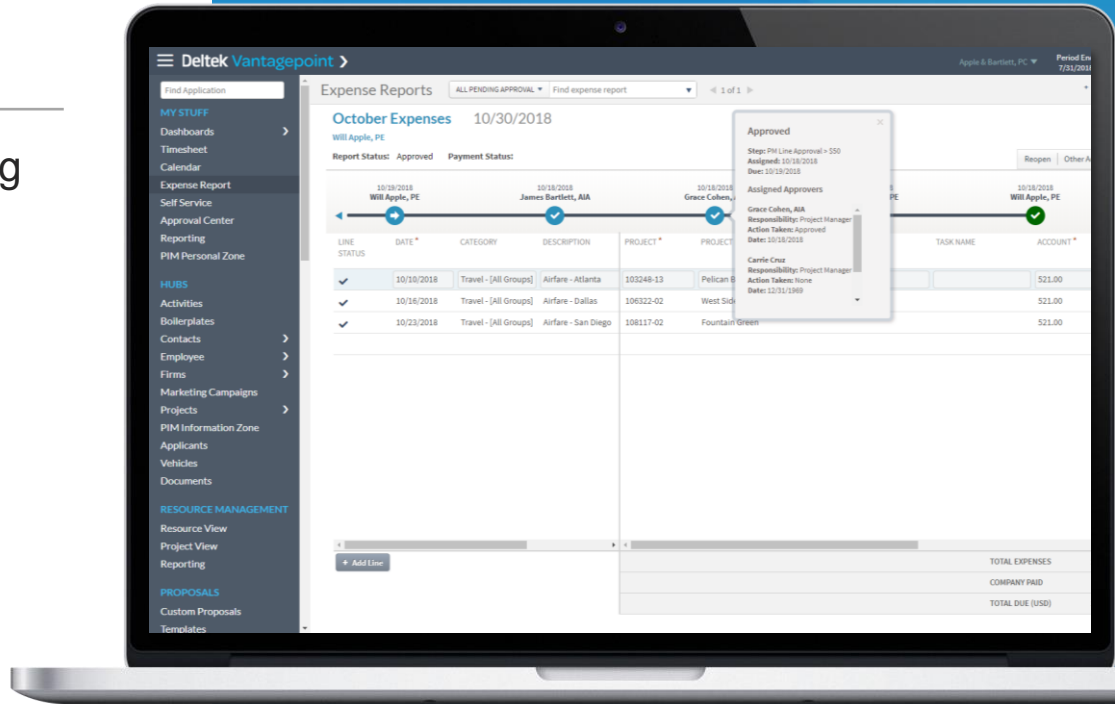 g
Deltek Vantagepoint
Apple & Bartlett, PC
Period En
7/31/201
Find Application
Expense Reports
ALL PENDING APPROVAL
Find expense report
1 of 1
MY STUFF
Dashboards
Timesheet
Calendar
Expense Report
Self Service
Approval Center
Reporting
PIM Personal Zone
HUBS
Activities
Boilerplates
Contacts
Employee
Firms
Marketing Campaigns
Projects
PIM Information Zone
Applicants
Vehicles
Documents
RESOURCE MANAGEMENT
Resource View
Project View
Reporting
PROPOSALS
Custom Proposals
Templates
October Expenses 10/30/2018
Will Apple, PE
Report Status: Approved Payment Status:
Reopen Other A
10/19/2018
Will Apple, PE
10/18/2018
James Bartlett, AIA
10/18/2018
Grace Cohen,
PE
10/18/2018
Will Apple, PE
Approved
Step: PM Line Approval > $50
Assigned: 10/18/2018
Due: 10/19/2018
Assigned Approvers
Grace Cohen, AIA
Responsibility: Project Manager
Action Taken: Approved
Date: 10/18/2018
Carrie Cruz
Responsibility: Project Manager
Action Taken: None
Date: 12/31/1969
LINE STATUS DATE * CATEGORY DESCRIPTION PROJECT * PROJECT TASK NAME ACCOUNT *
10/10/2018 Travel - [All Groups] Airfare - Atlanta 103248-13 Pelican B 521.00
10/16/2018 Travel - [All Groups] Airfare - Dallas 106322-02 West Side 521.00
10/23/2018 Travel - [All Groups] Airfare - San Diego 108117-02 Fountain Green 521.00
+ Add Line
TOTAL EXPENSES
COMPANY PAID
TOTAL DUE (USD)